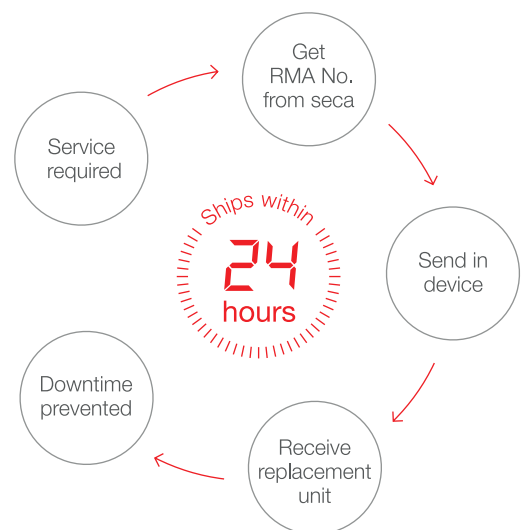 Get
RMA No.
from seca
Service
required
Ships within
24
hours
Send in
device
Downtime
prevented
Receive
replacement
unit